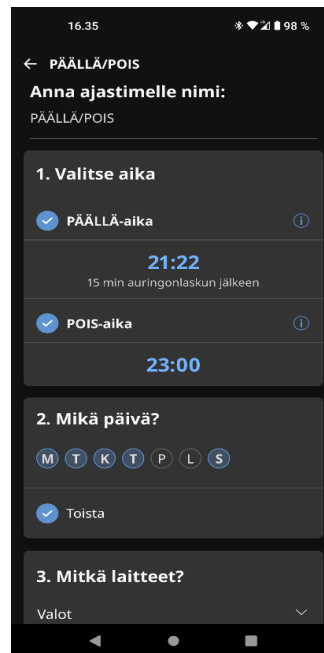 16.35
98 %
← PÄÄLLÄ/POIS
Anna ajastimelle nimi:
PÄÄLLÄ/POIS
1. Valitse aika
PÄÄLLÄ-aika
21:22
15 min auringonlaskun jälkeen
POIS-aika
23:00
2. Mikä päivä?
M T K T P L S
Toista
3. Mitkä laitteet?
Valot